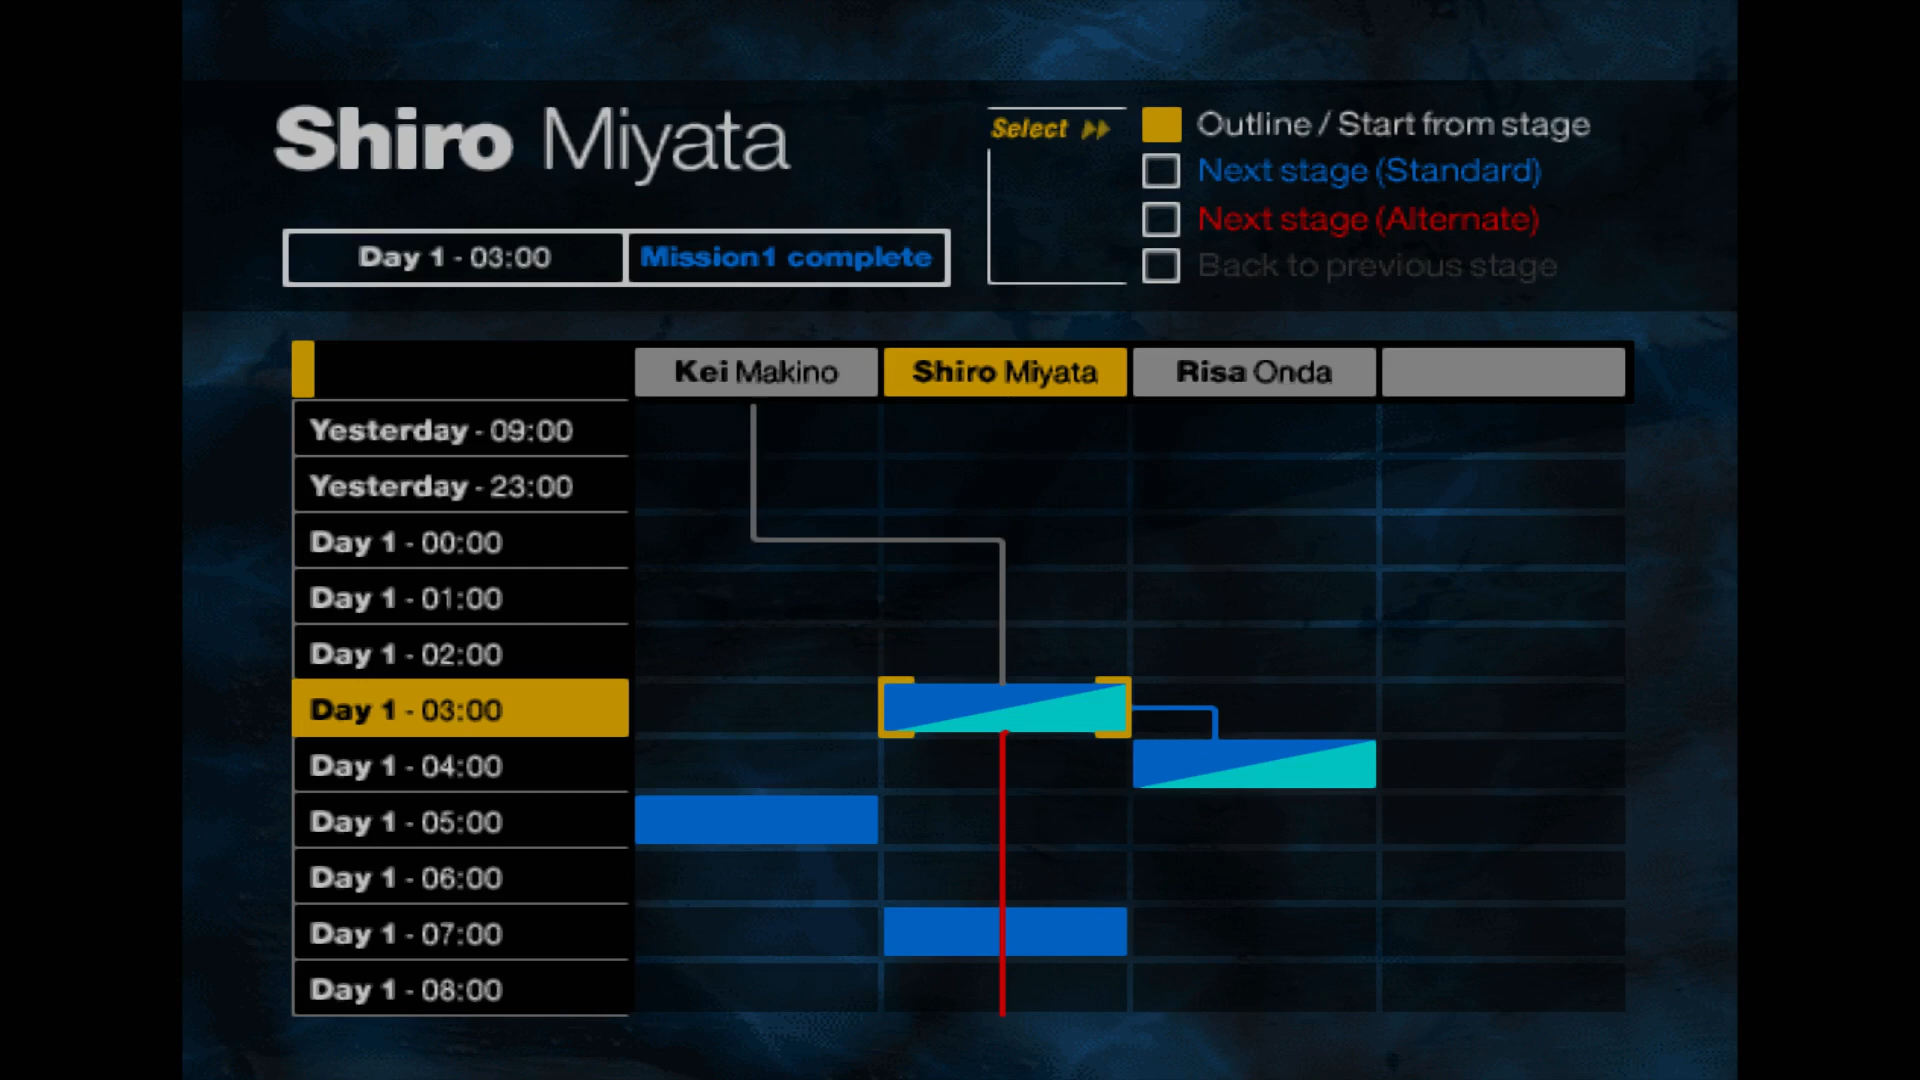 Shiro Miyata
Day 1 - 03:00 Mission1 complete
Select
Outline / Start from stage
Next stage (Standard)
Next stage (Alternate)
Back to previous stage
Kei Makino Shiro Miyata Risa Onda
Yesterday - 09:00
Yesterday - 23:00
Day 1 - 00:00
Day 1 - 01:00
Day 1 - 02:00
Day 1 - 03:00
Day 1 - 04:00
Day 1 - 05:00
Day 1 - 06:00
Day 1 - 07:00
Day 1 - 08:00